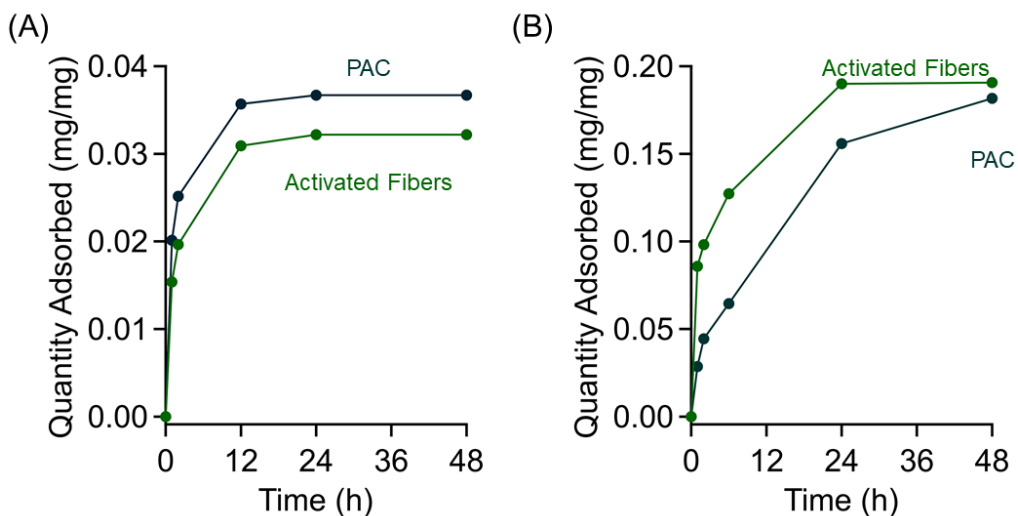 (A)
Quantity Adsorbed (mg/mg)
0.04
0.03
0.02
0.01
0.00
PAC
Activated Fibers
0 12 24 36 48
Time (h)
(B)
Quantity Adsorbed (mg/mg)
0.20
0.15
0.10
0.05
0.00
Activated Fibers
PAC
0 12 24 36 48
Time (h)